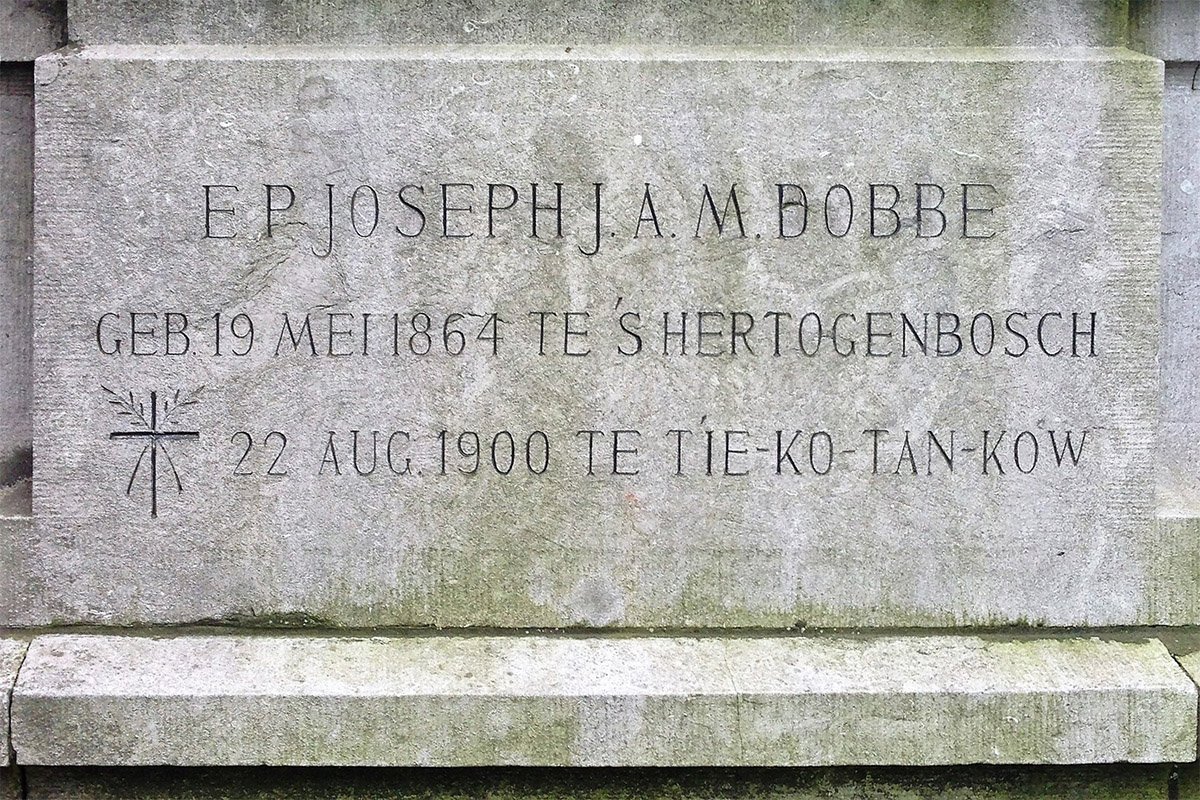 E P. JOSEPH J. A. M. DOBBE
GEB. 19 MEI 1864 TE 'S HERTOGENBOSCH
22 AUG. 1900 TE TIE-KO-TAN-KOW